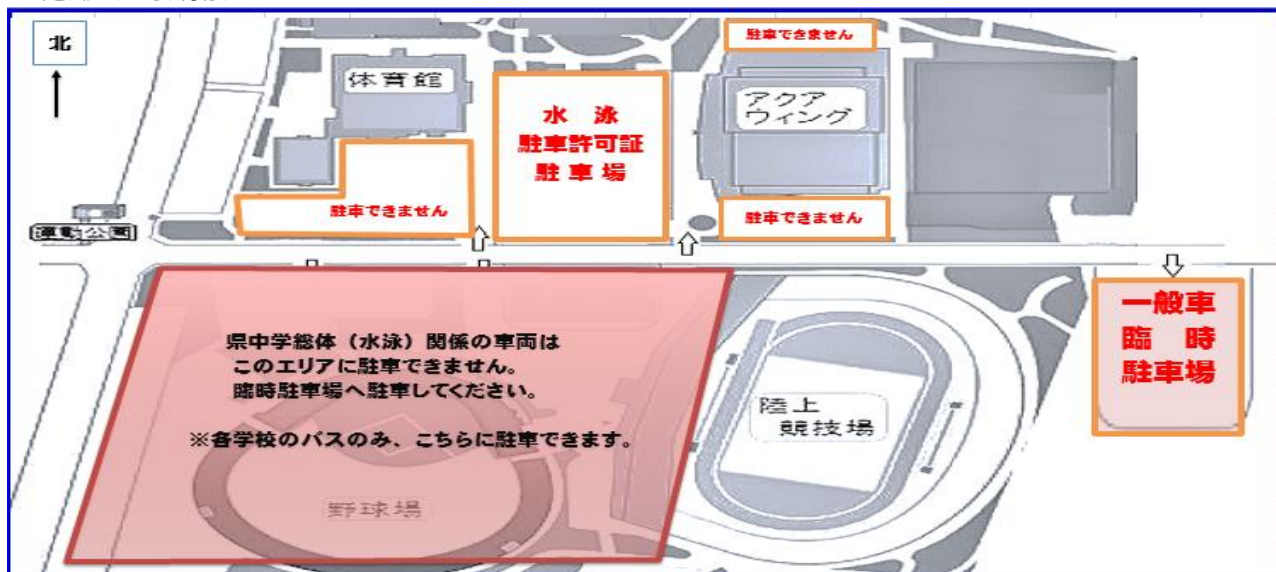 北
駐車できません
体育館
水 泳
駐車許可証
駐 車 場
アクア
ウィング
駐車できません
駐車できません
運動公園
一般車
臨 時
駐車場
県中学総体（水泳）関係の車両は
このエリアに駐車できません。
臨時駐車場へ駐車してください。
※各学校のバスのみ、こちらに駐車できます。
陸上
競技場
野球場